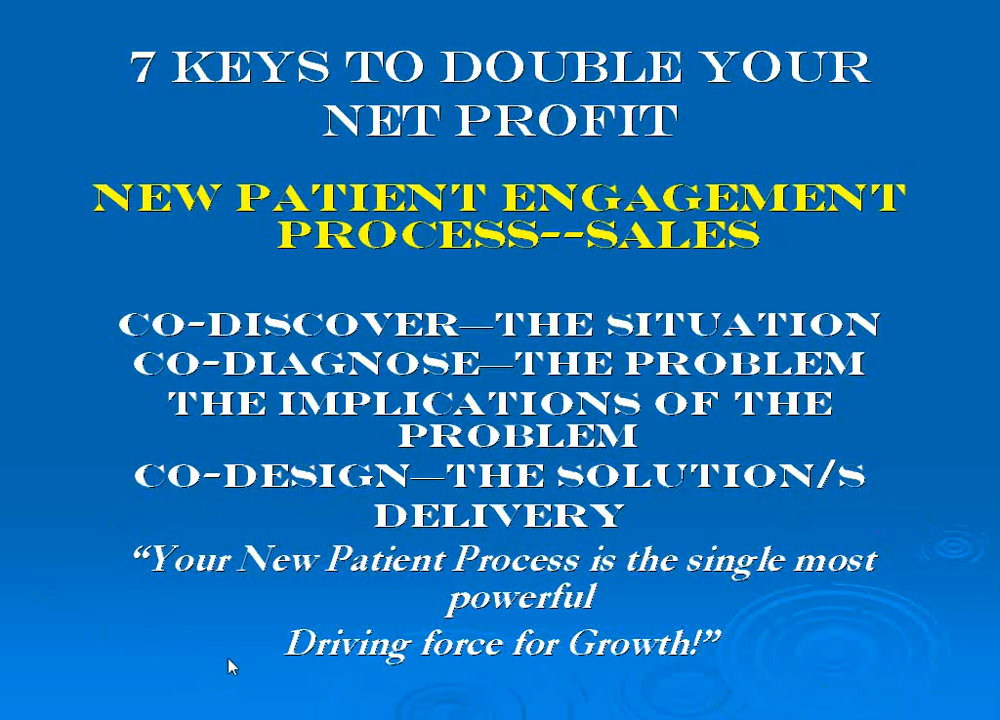 7 KEYS TO DOUBLE YOUR
NET PROFIT
NEW PATIENT ENGAGEMENT
PROCESS--SALES
CO-DISCOVER—THE SITUATION
CO-DIAGNOSE—THE PROBLEM
THE IMPLICATIONS OF THE
PROBLEM
CO-DESIGN—THE SOLUTION/S
DELIVERY
“Your New Patient Process is the single most
powerful
Driving force for Growth!”